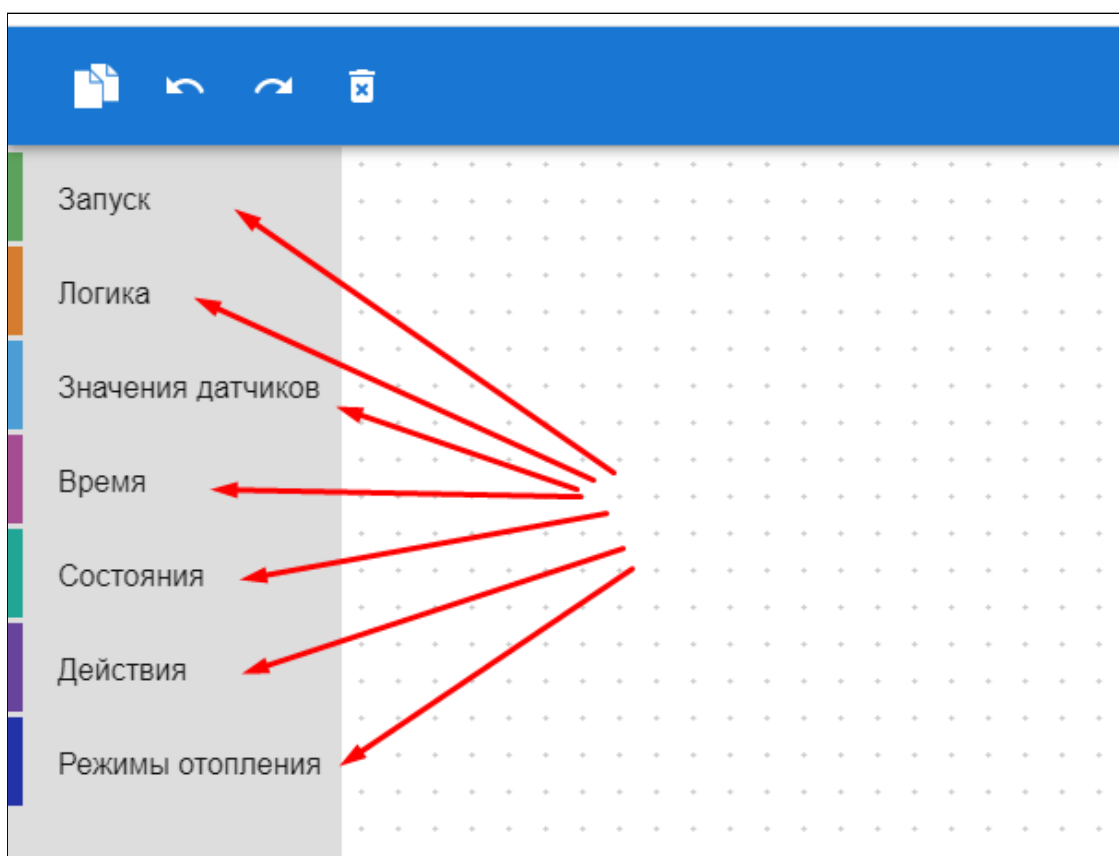 Запуск
Логика
Значения датчиков
Время
Состояния
Действия
Режимы отопления